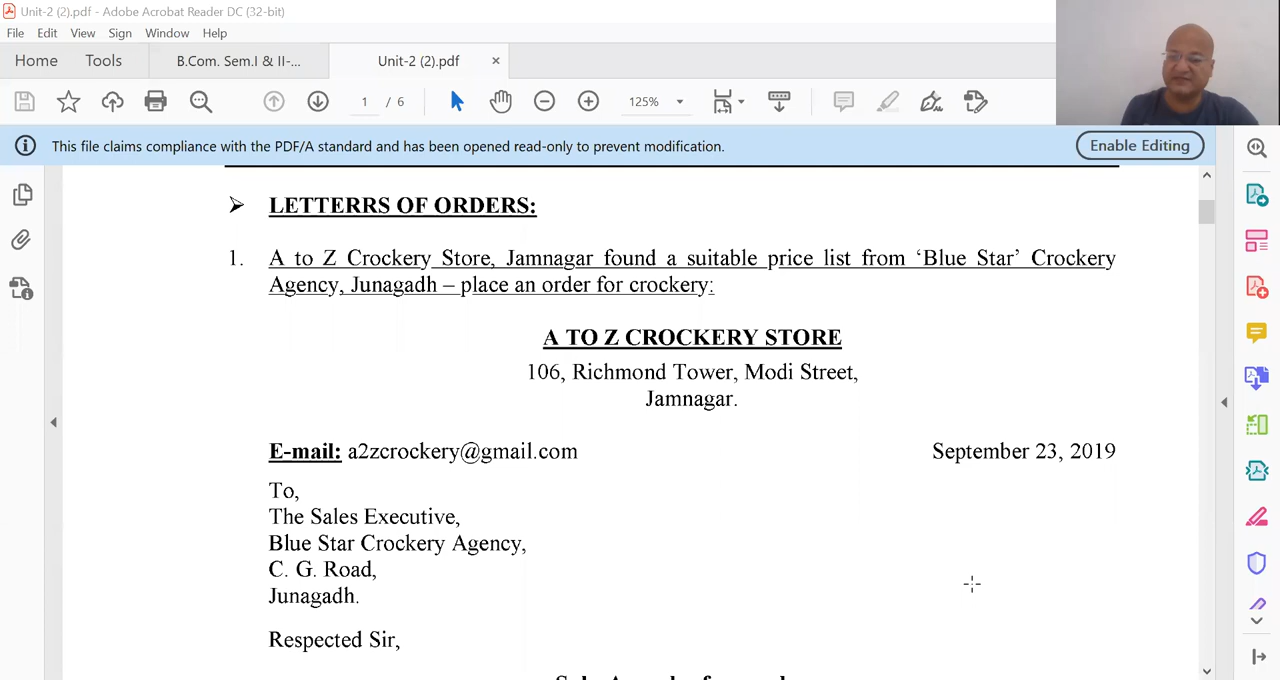 Unit-2 (2).pdf - Adobe Acrobat Reader DC (32-bit)
File Edit View Sign Window Help
Home Tools B.Com. Sem.I & II-... Unit-2 (2).pdf ×
1 / 6 125%
This file claims compliance with the PDF/A standard and has been opened read-only to prevent modification. Enable Editing
➢ LETTERRS OF ORDERS:
1. A to Z Crockery Store, Jamnagar found a suitable price list from ‘Blue Star’ Crockery
Agency, Junagadh – place an order for crockery:
A TO Z CROCKERY STORE
106, Richmond Tower, Modi Street,
Jamnagar.
E-mail: a2zcrockery@gmail.com September 23, 2019
To,
The Sales Executive,
Blue Star Crockery Agency,
C. G. Road,
Junagadh.
Respected Sir,